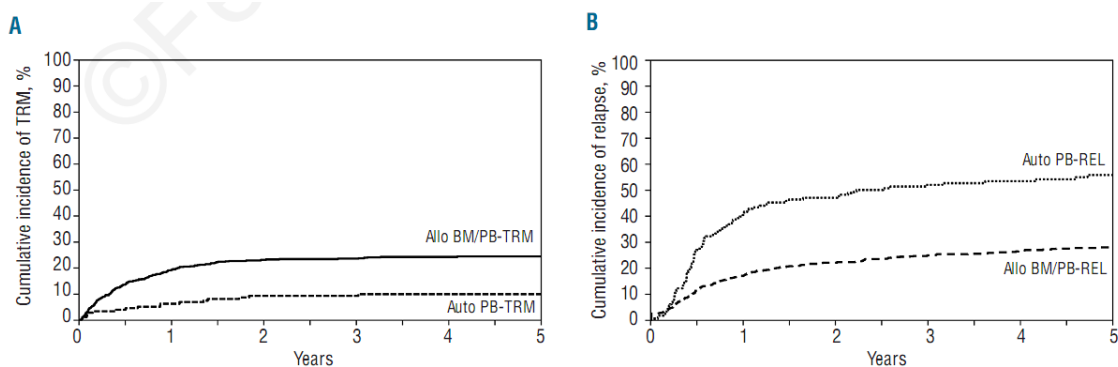 ©F
A
Cumulative incidence of TRM, %
100
90
80
70
60
50
40
30
20
10
0
Allo BM/PB-TRM
Auto PB-TRM
0 1 2 3 4 5
Years
B
Cumulative incidence of relapse, %
100
90
80
70
60
50
40
30
20
10
0
Auto PB-REL
Allo BM/PB-REL
0 1 2 3 4 5
Years